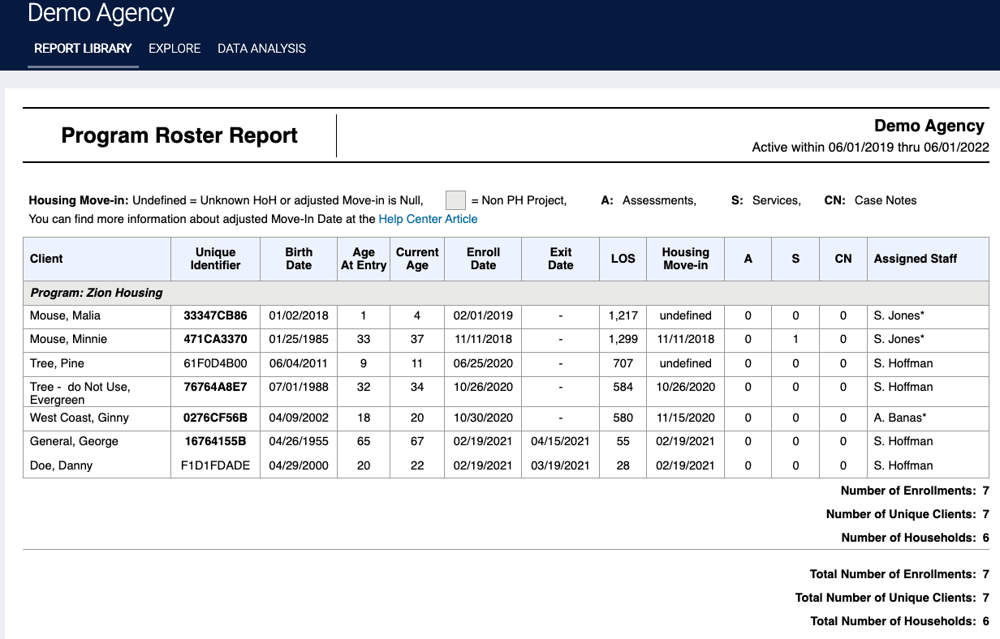 Demo Agency
REPORT LIBRARY EXPLORE DATA ANALYSIS
Program Roster Report
Demo Agency
Active within 06/01/2019 thru 06/01/2022
Housing Move-in: Undefined = Unknown HoH or adjusted Move-in is Null, = Non PH Project, A: Assessments, S: Services, CN: Case Notes
You can find more information about adjusted Move-In Date at the Help Center Article
Client Unique Identifier Birth Date Age At Entry Current Age Enroll Date Exit Date LOS Housing Move-in A S CN Assigned Staff
Program: Zion Housing
Mouse, Malia 33347CB86 01/02/2018 1 4 02/01/2019 - 1,217 undefined 0 0 0 S. Jones*
Mouse, Minnie 471CA3370 01/25/1985 33 37 11/11/2018 - 1,299 11/11/2018 0 1 0 S. Jones*
Tree, Pine 61F0D4B00 06/04/2011 9 11 06/25/2020 - 707 undefined 0 0 0 S. Hoffman
Tree - do Not Use, Evergreen 76764A8E7 07/01/1988 32 34 10/26/2020 - 584 10/26/2020 0 0 0 S. Hoffman
West Coast, Ginny 0276CF56B 04/09/2002 18 20 10/30/2020 - 580 11/15/2020 0 0 0 A. Banas*
General, George 16764155B 04/26/1955 65 67 02/19/2021 04/15/2021 55 02/19/2021 0 0 0 S. Hoffman
Doe, Danny F1D1FDADE 04/29/2000 20 22 02/19/2021 03/19/2021 28 02/19/2021 0 0 0 S. Hoffman
Number of Enrollments: 7
Number of Unique Clients: 7
Number of Households: 6
Total Number of Enrollments: 7
Total Number of Unique Clients: 7
Total Number of Households: 6